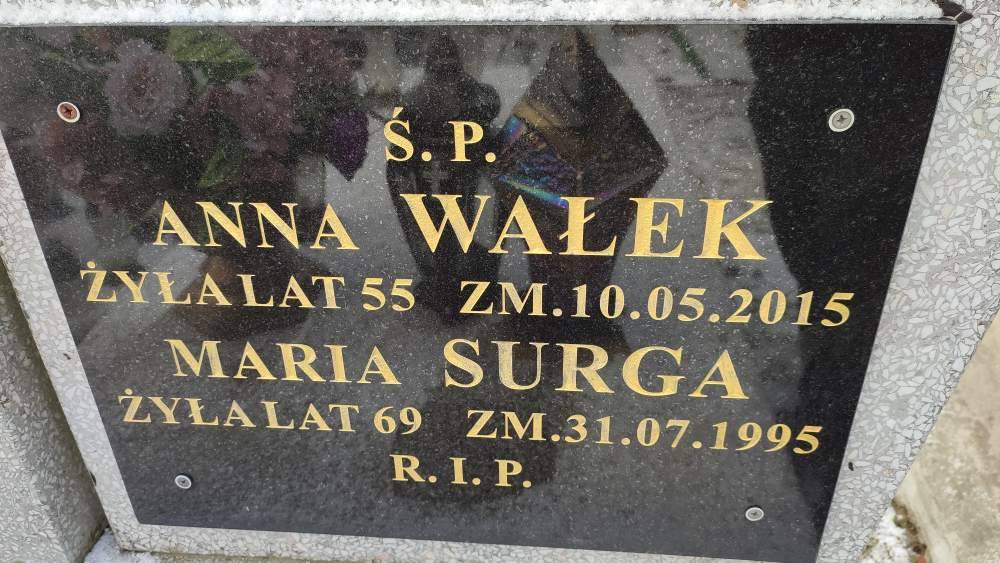 Ś. P.
ANNA WAŁEK
ŻYŁA LAT 55 ZM.10.05.2015
MARIA SURGA
ŻYŁA LAT 69 ZM.31.07.1995
R. I. P.